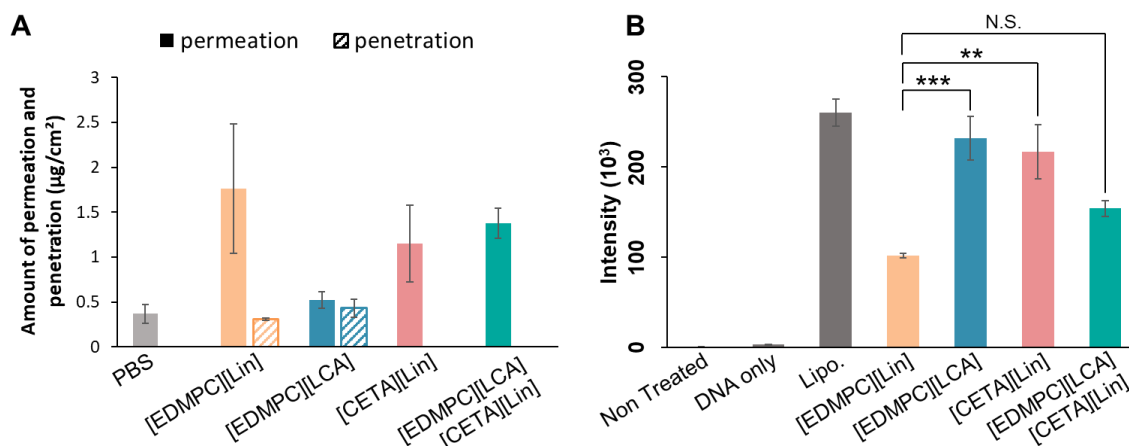 A
permeation
penetration
Amount of permeation and
penetration (µg/cm²)
3
2.5
2
1.5
1
0.5
0
PBS
[EDMPC][Lin]
[EDMPC][LCA]
[CETA][Lin]
[EDMPC][LCA]
[CETA][Lin]
B
N.S.
**
***
Intensity (10³)
300
200
100
0
Non Treated
DNA only
Lipo.
[EDMPC][Lin]
[EDMPC][LCA]
[CETA][Lin]
[EDMPC][LCA]
[CETA][Lin]